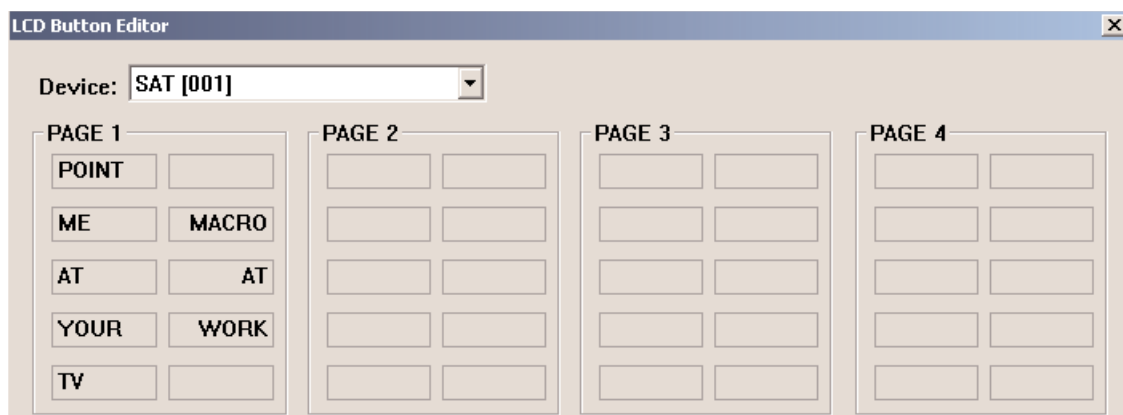 LCD Button Editor
Device: SAT [001]
PAGE 1 PAGE 2 PAGE 3 PAGE 4
POINT
ME MACRO
AT AT
YOUR WORK
TV